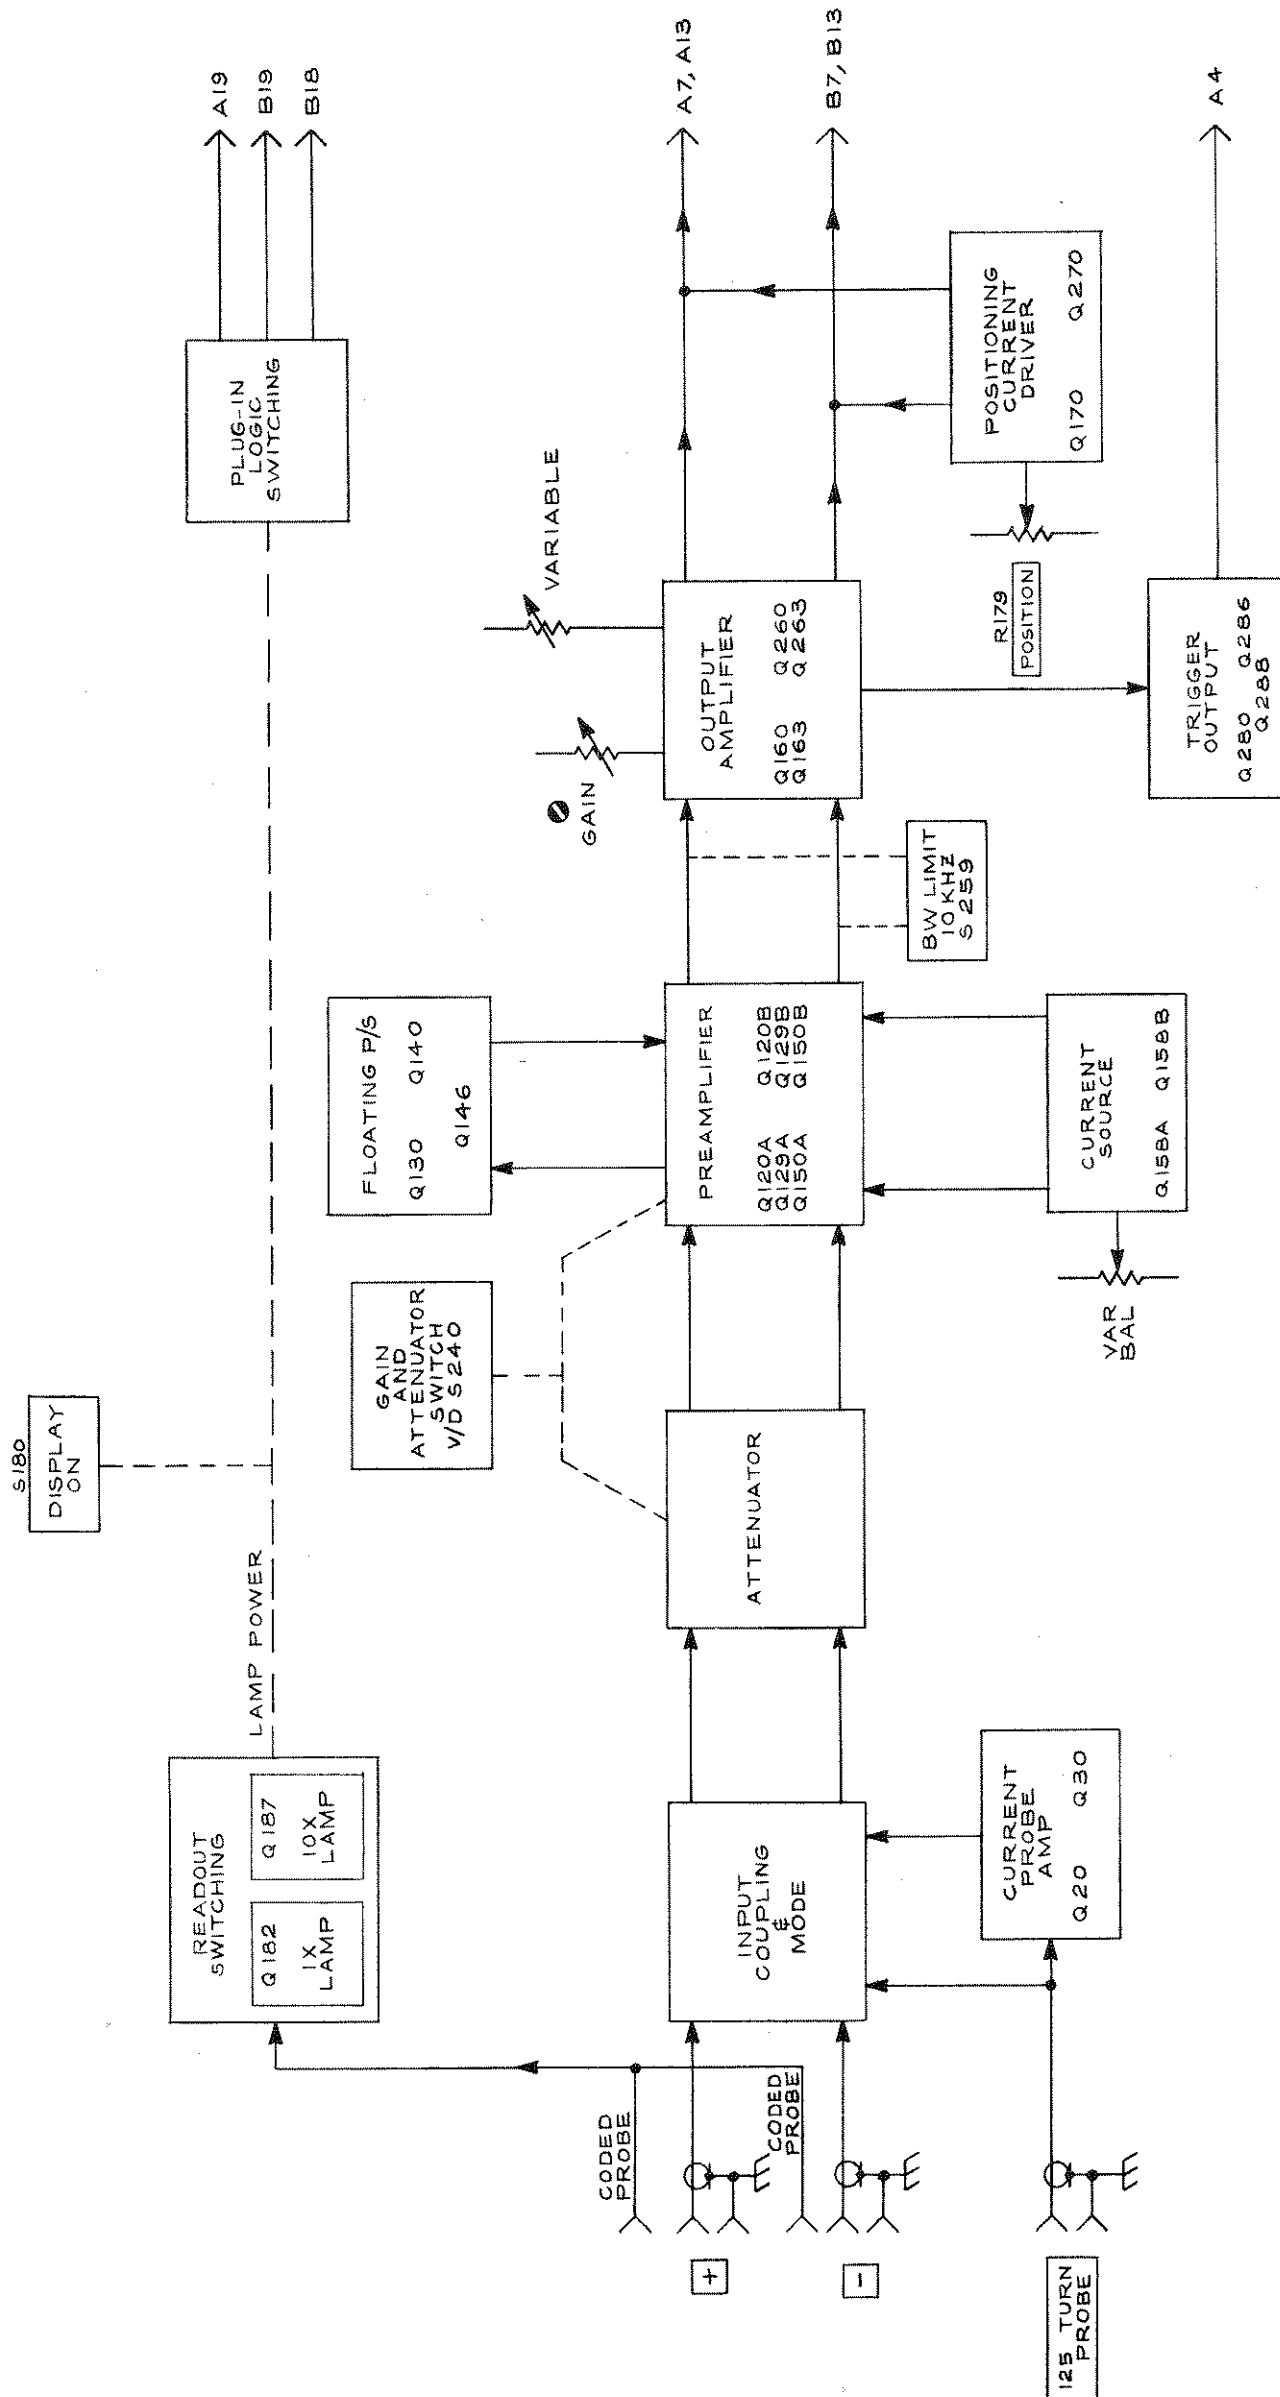 S180
DISPLAY
ON
LAMP POWER
READOUT
SWITCHING
Q182
1X
LAMP
Q187
10X
LAMP
PLUG-IN
LOGIC
SWITCHING
A19
B19
B18
CODED
PROBE
+
CODED
PROBE
-
125 TURN
PROBE
INPUT
COUPLING
&
MODE
CURRENT
PROBE
AMP
Q20 Q30
ATTENUATOR
GAIN
AND
ATTENUATOR
SWITCH
V/D S240
FLOATING P/S
Q130 Q140
Q146
PREAMPLIFIER
Q120A Q120B
Q129A Q129B
Q150A Q150B
CURRENT
SOURCE
Q158A Q158B
VAR
BAL
BW LIMIT
10 KHZ
S259
GAIN
VARIABLE
OUTPUT
AMPLIFIER
Q160 Q260
Q163 Q263
A7, A13
B7, B13
POSITIONING
CURRENT
DRIVER
Q170 Q270
R179
POSITION
TRIGGER
OUTPUT
Q280 Q286
Q288
A4